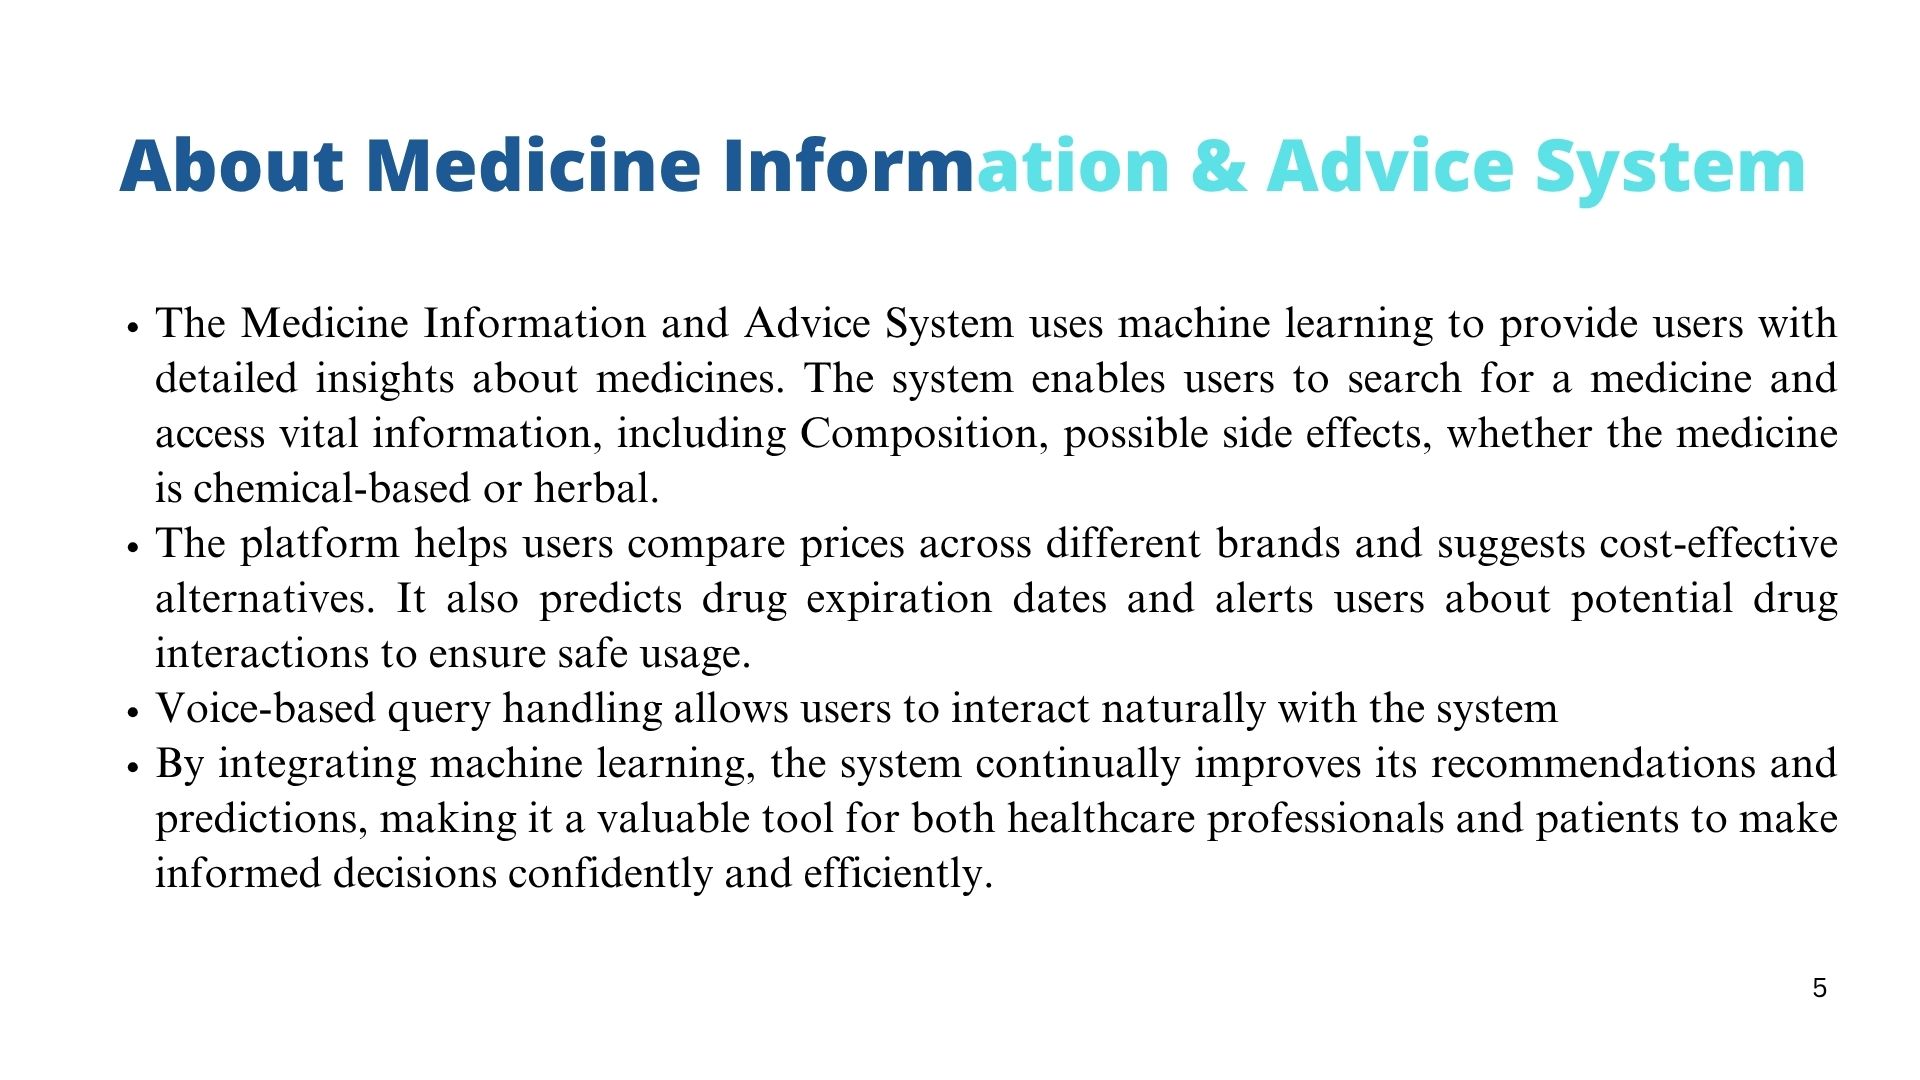 About Medicine Information & Advice System
• The Medicine Information and Advice System uses machine learning to provide users with
detailed insights about medicines. The system enables users to search for a medicine and
access vital information, including Composition, possible side effects, whether the medicine
is chemical-based or herbal.
• The platform helps users compare prices across different brands and suggests cost-effective
alternatives. It also predicts drug expiration dates and alerts users about potential drug
interactions to ensure safe usage.
• Voice-based query handling allows users to interact naturally with the system
• By integrating machine learning, the system continually improves its recommendations and
predictions, making it a valuable tool for both healthcare professionals and patients to make
informed decisions confidently and efficiently.
5